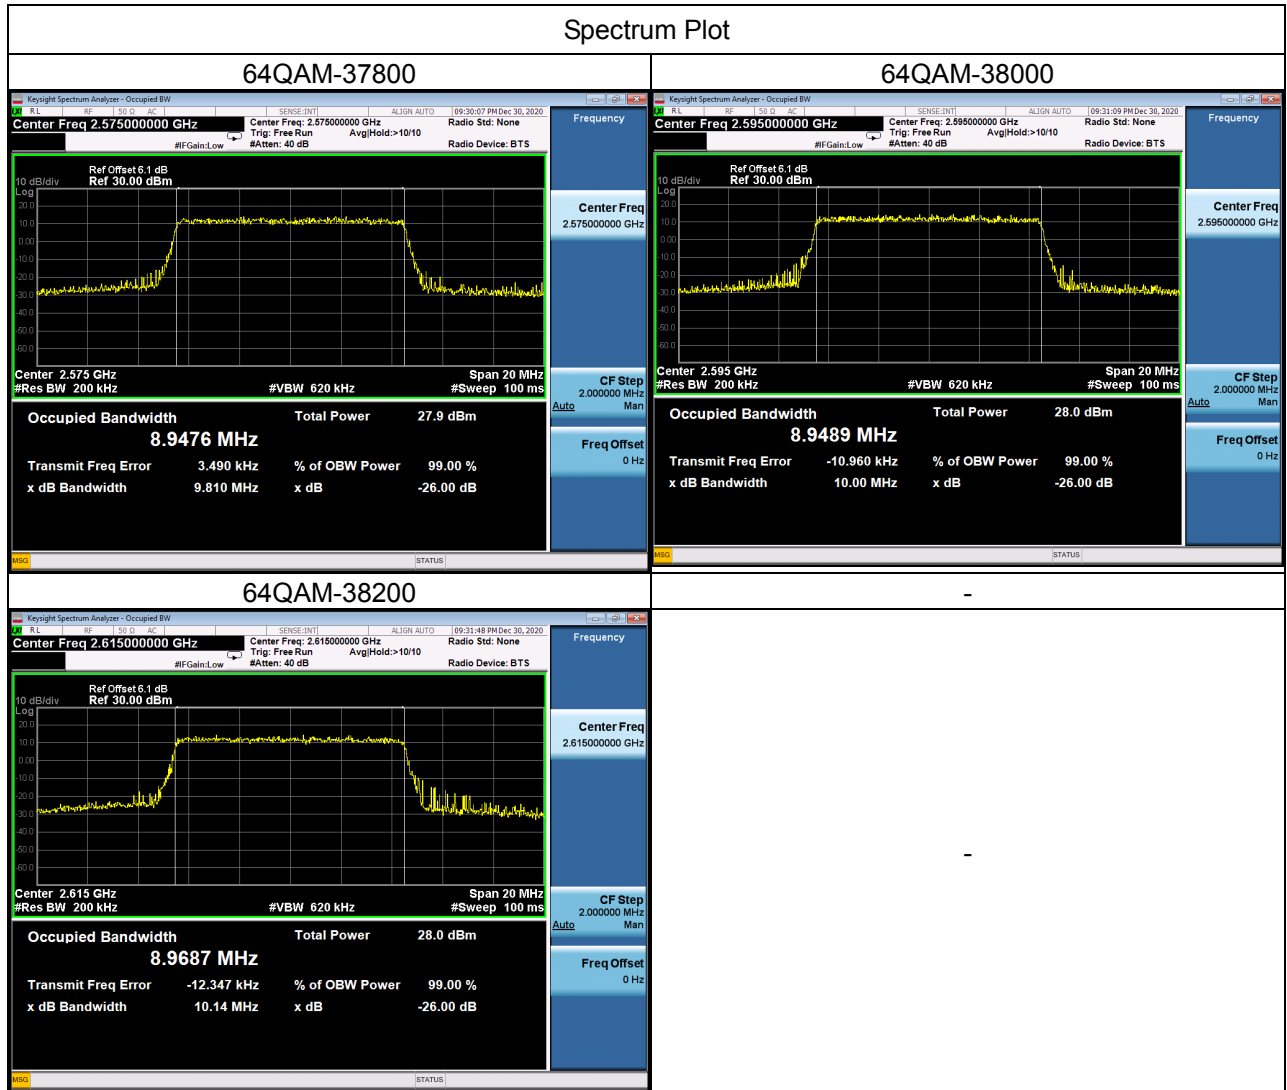 Spectrum Plot
64QAM-37800
64QAM-38000
Keysight Spectrum Analyzer - Occupied BW
RL RF 50 Ω AC SENSE:INT ALIGN AUTO 09:30:07 PM Dec 30, 2020
Center Freq 2.575000000 GHz
Center Freq: 2.575000000 GHz
Radio Std: None
Trig: Free Run Avg|Hold:>10/10
#IFGain:Low #Atten: 40 dB
Radio Device: BTS
Frequency
Ref Offset 6.1 dB
10 dB/div Ref 30.00 dBm
Log
20.0
10.0
0.00
-10.0
-20.0
-30.0
-40.0
-50.0
-60.0
Center Freq
2.575000000 GHz
Center 2.575 GHz Span 20 MHz
#Res BW 200 kHz #VBW 620 kHz #Sweep 100 ms
CF Step
2.000000 MHz
Auto Man
Occupied Bandwidth Total Power 27.9 dBm
8.9476 MHz
Transmit Freq Error 3.490 kHz % of OBW Power 99.00 %
x dB Bandwidth 9.810 MHz x dB -26.00 dB
Freq Offset
0 Hz
MSG STATUS
Keysight Spectrum Analyzer - Occupied BW
RL RF 50 Ω AC SENSE:INT ALIGN AUTO 09:31:09 PM Dec 30, 2020
Center Freq 2.595000000 GHz
Center Freq: 2.595000000 GHz
Radio Std: None
Trig: Free Run Avg|Hold:>10/10
#IFGain:Low #Atten: 40 dB
Radio Device: BTS
Frequency
Ref Offset 6.1 dB
10 dB/div Ref 30.00 dBm
Log
20.0
10.0
0.00
-10.0
-20.0
-30.0
-40.0
-50.0
-60.0
Center Freq
2.595000000 GHz
Center 2.595 GHz Span 20 MHz
#Res BW 200 kHz #VBW 620 kHz #Sweep 100 ms
CF Step
2.000000 MHz
Auto Man
Occupied Bandwidth Total Power 28.0 dBm
8.9489 MHz
Transmit Freq Error -10.960 kHz % of OBW Power 99.00 %
x dB Bandwidth 10.00 MHz x dB -26.00 dB
Freq Offset
0 Hz
MSG STATUS
64QAM-38200
-
Keysight Spectrum Analyzer - Occupied BW
RL RF 50 Ω AC SENSE:INT ALIGN AUTO 09:31:48 PM Dec 30, 2020
Center Freq 2.615000000 GHz
Center Freq: 2.615000000 GHz
Radio Std: None
Trig: Free Run Avg|Hold:>10/10
#IFGain:Low #Atten: 40 dB
Radio Device: BTS
Frequency
Ref Offset 6.1 dB
10 dB/div Ref 30.00 dBm
Log
20.0
10.0
0.00
-10.0
-20.0
-30.0
-40.0
-50.0
-60.0
Center Freq
2.615000000 GHz
Center 2.615 GHz Span 20 MHz
#Res BW 200 kHz #VBW 620 kHz #Sweep 100 ms
CF Step
2.000000 MHz
Auto Man
Occupied Bandwidth Total Power 28.0 dBm
8.9687 MHz
Transmit Freq Error -12.347 kHz % of OBW Power 99.00 %
x dB Bandwidth 10.14 MHz x dB -26.00 dB
Freq Offset
0 Hz
MSG STATUS
-